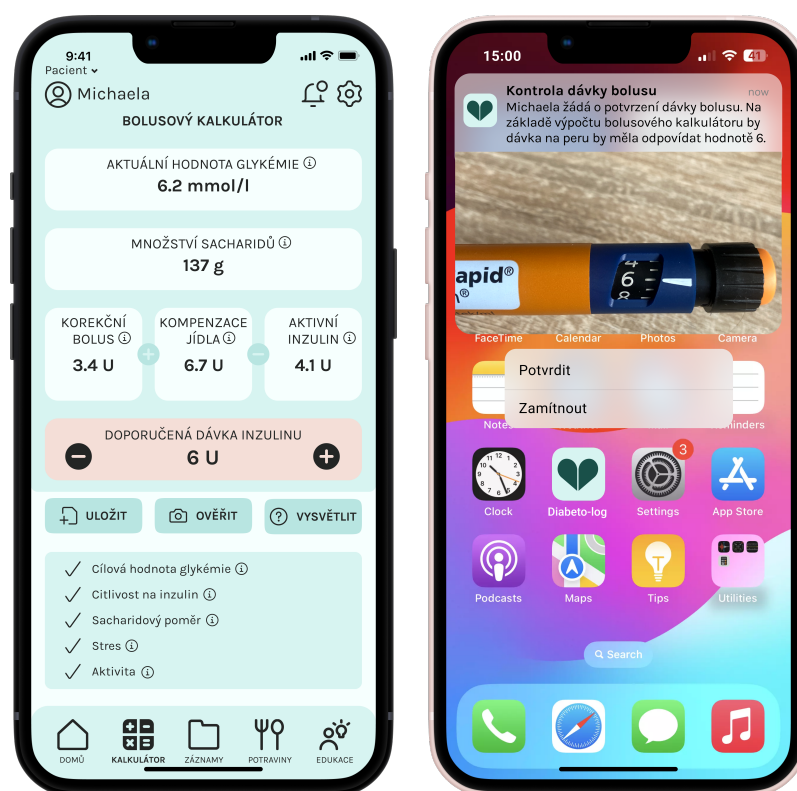 9:41
Pacient
Michaela
BOLUSOVÝ KALKULÁTOR
AKTUÁLNÍ HODNOTA GLYKÉMIE
6.2 mmol/l
MNOŽSTVÍ SACHARIDŮ
137 g
KOREKČNÍ
BOLUS
3.4 U
KOMPENZACE
JÍDLA
6.7 U
AKTIVNÍ
INZULIN
4.1 U
DOPORUČENÁ DÁVKA INZULINU
6 U
ULOŽIT
OVĚŘIT
VYSVĚTLIT
Cílová hodnota glykémie
Citlivost na inzulin
Sacharidový poměr
Stres
Aktivita
DOMŮ
KALKULÁTOR
ZÁZNAMY
POTRAVINY
EDUKACE
15:00
41
Kontrola dávky bolusu
now
Michaela žádá o potvrzení dávky bolusu. Na
základě výpočtu bolusového kalkulátoru by
dávka na peru by měla odpovídat hodnotě 6.
apid®
n®
4
6
8
FaceTime
Calendar
Photos
Camera
Potvrdit
Zamítnout
Notes
minders
12
Clock
Diabeto-log
3
Settings
App Store
Podcasts
Maps
Tips
Utilities
Search